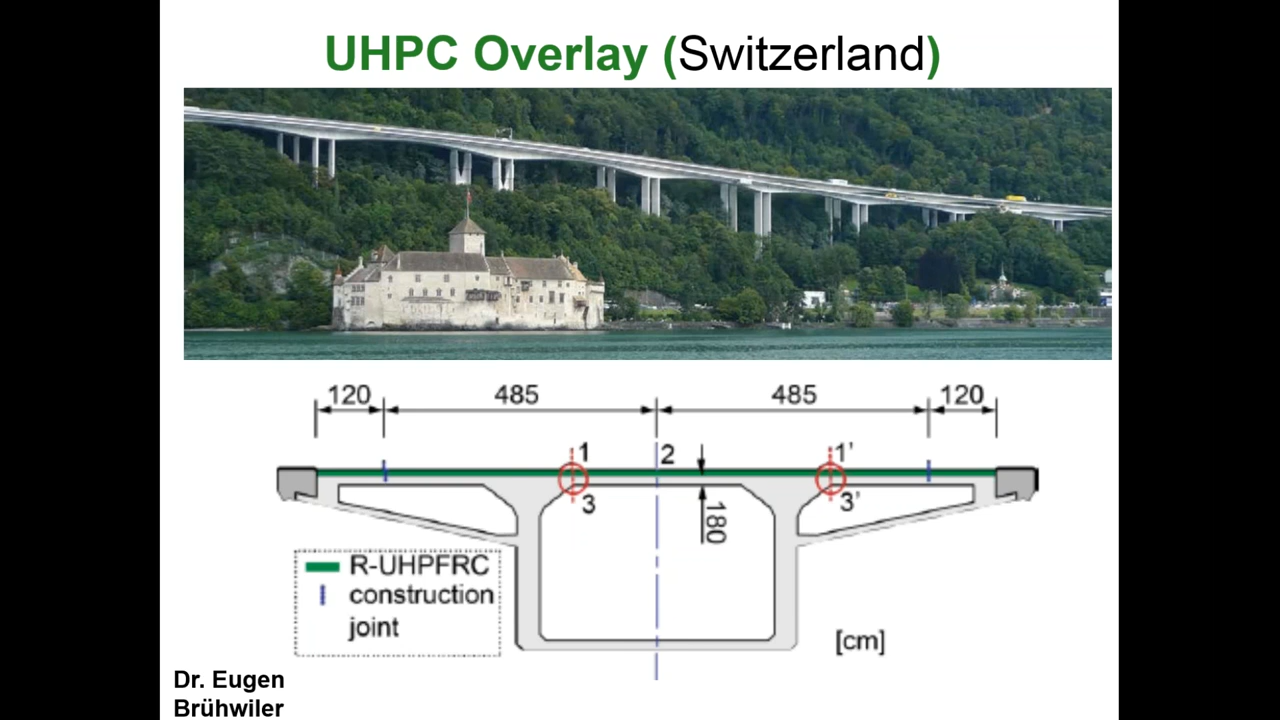 UHPC Overlay (Switzerland)
120 485 485 120
1 2 1’
3 180 3’
R-UHPFRC
construction
joint
[cm]
Dr. Eugen
Brühwiler